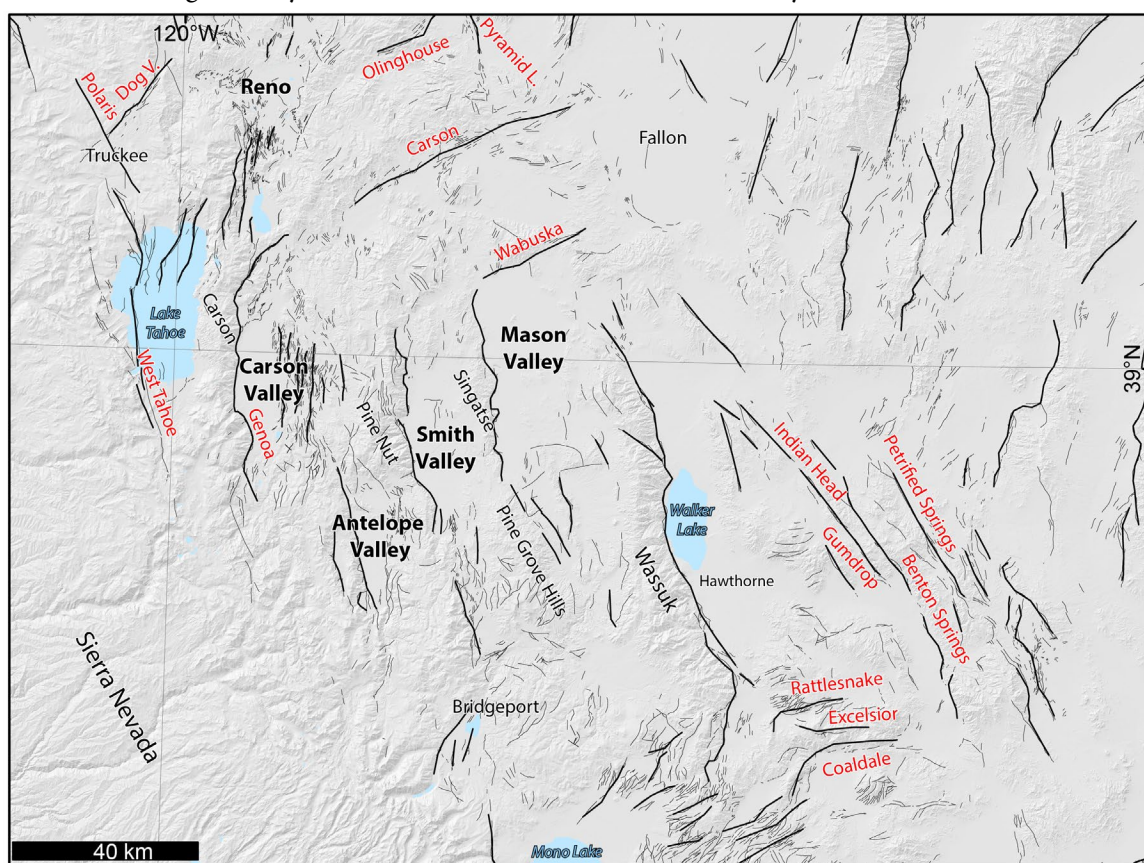 120°W
Olinghouse
Pyramid L.
Polaris
Dog V.
Reno
Truckee
Carson
Fallon
Wabuska
Lake
Tahoe
Carson
Mason
Valley
39°N
West Tahoe
Carson
Valley
Genoa
Pine Nut
Singatse
Smith
Valley
Indian Head
Petrified Springs
Antelope
Valley
Pine Grove Hills
Walker
Lake
Wassuk
Hawthorne
Gumdrop
Benton Springs
Sierra Nevada
Rattlesnake
Bridgeport
Excelsior
Coaldale
40 km
Mono Lake